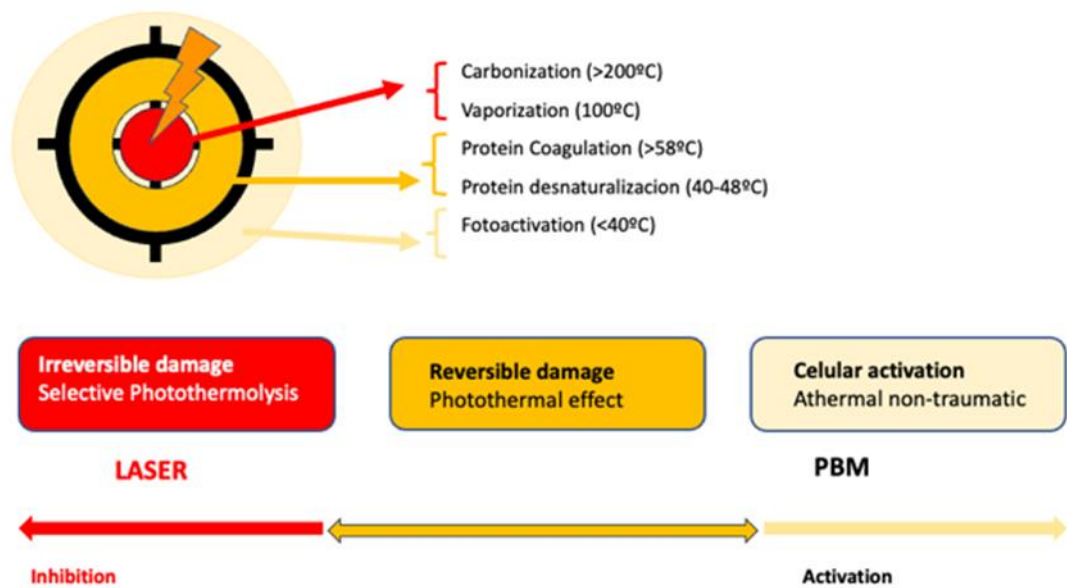 Carbonization (>200ºC)
Vaporization (100ºC)
Protein Coagulation (>58ºC)
Protein desnaturalizacion (40-48ºC)
Fotoactivation (<40ºC)
Irreversible damage
Selective Photothermolysis
Reversible damage
Photothermal effect
Celular activation
Athermal non-traumatic
LASER
PBM
Inhibition
Activation